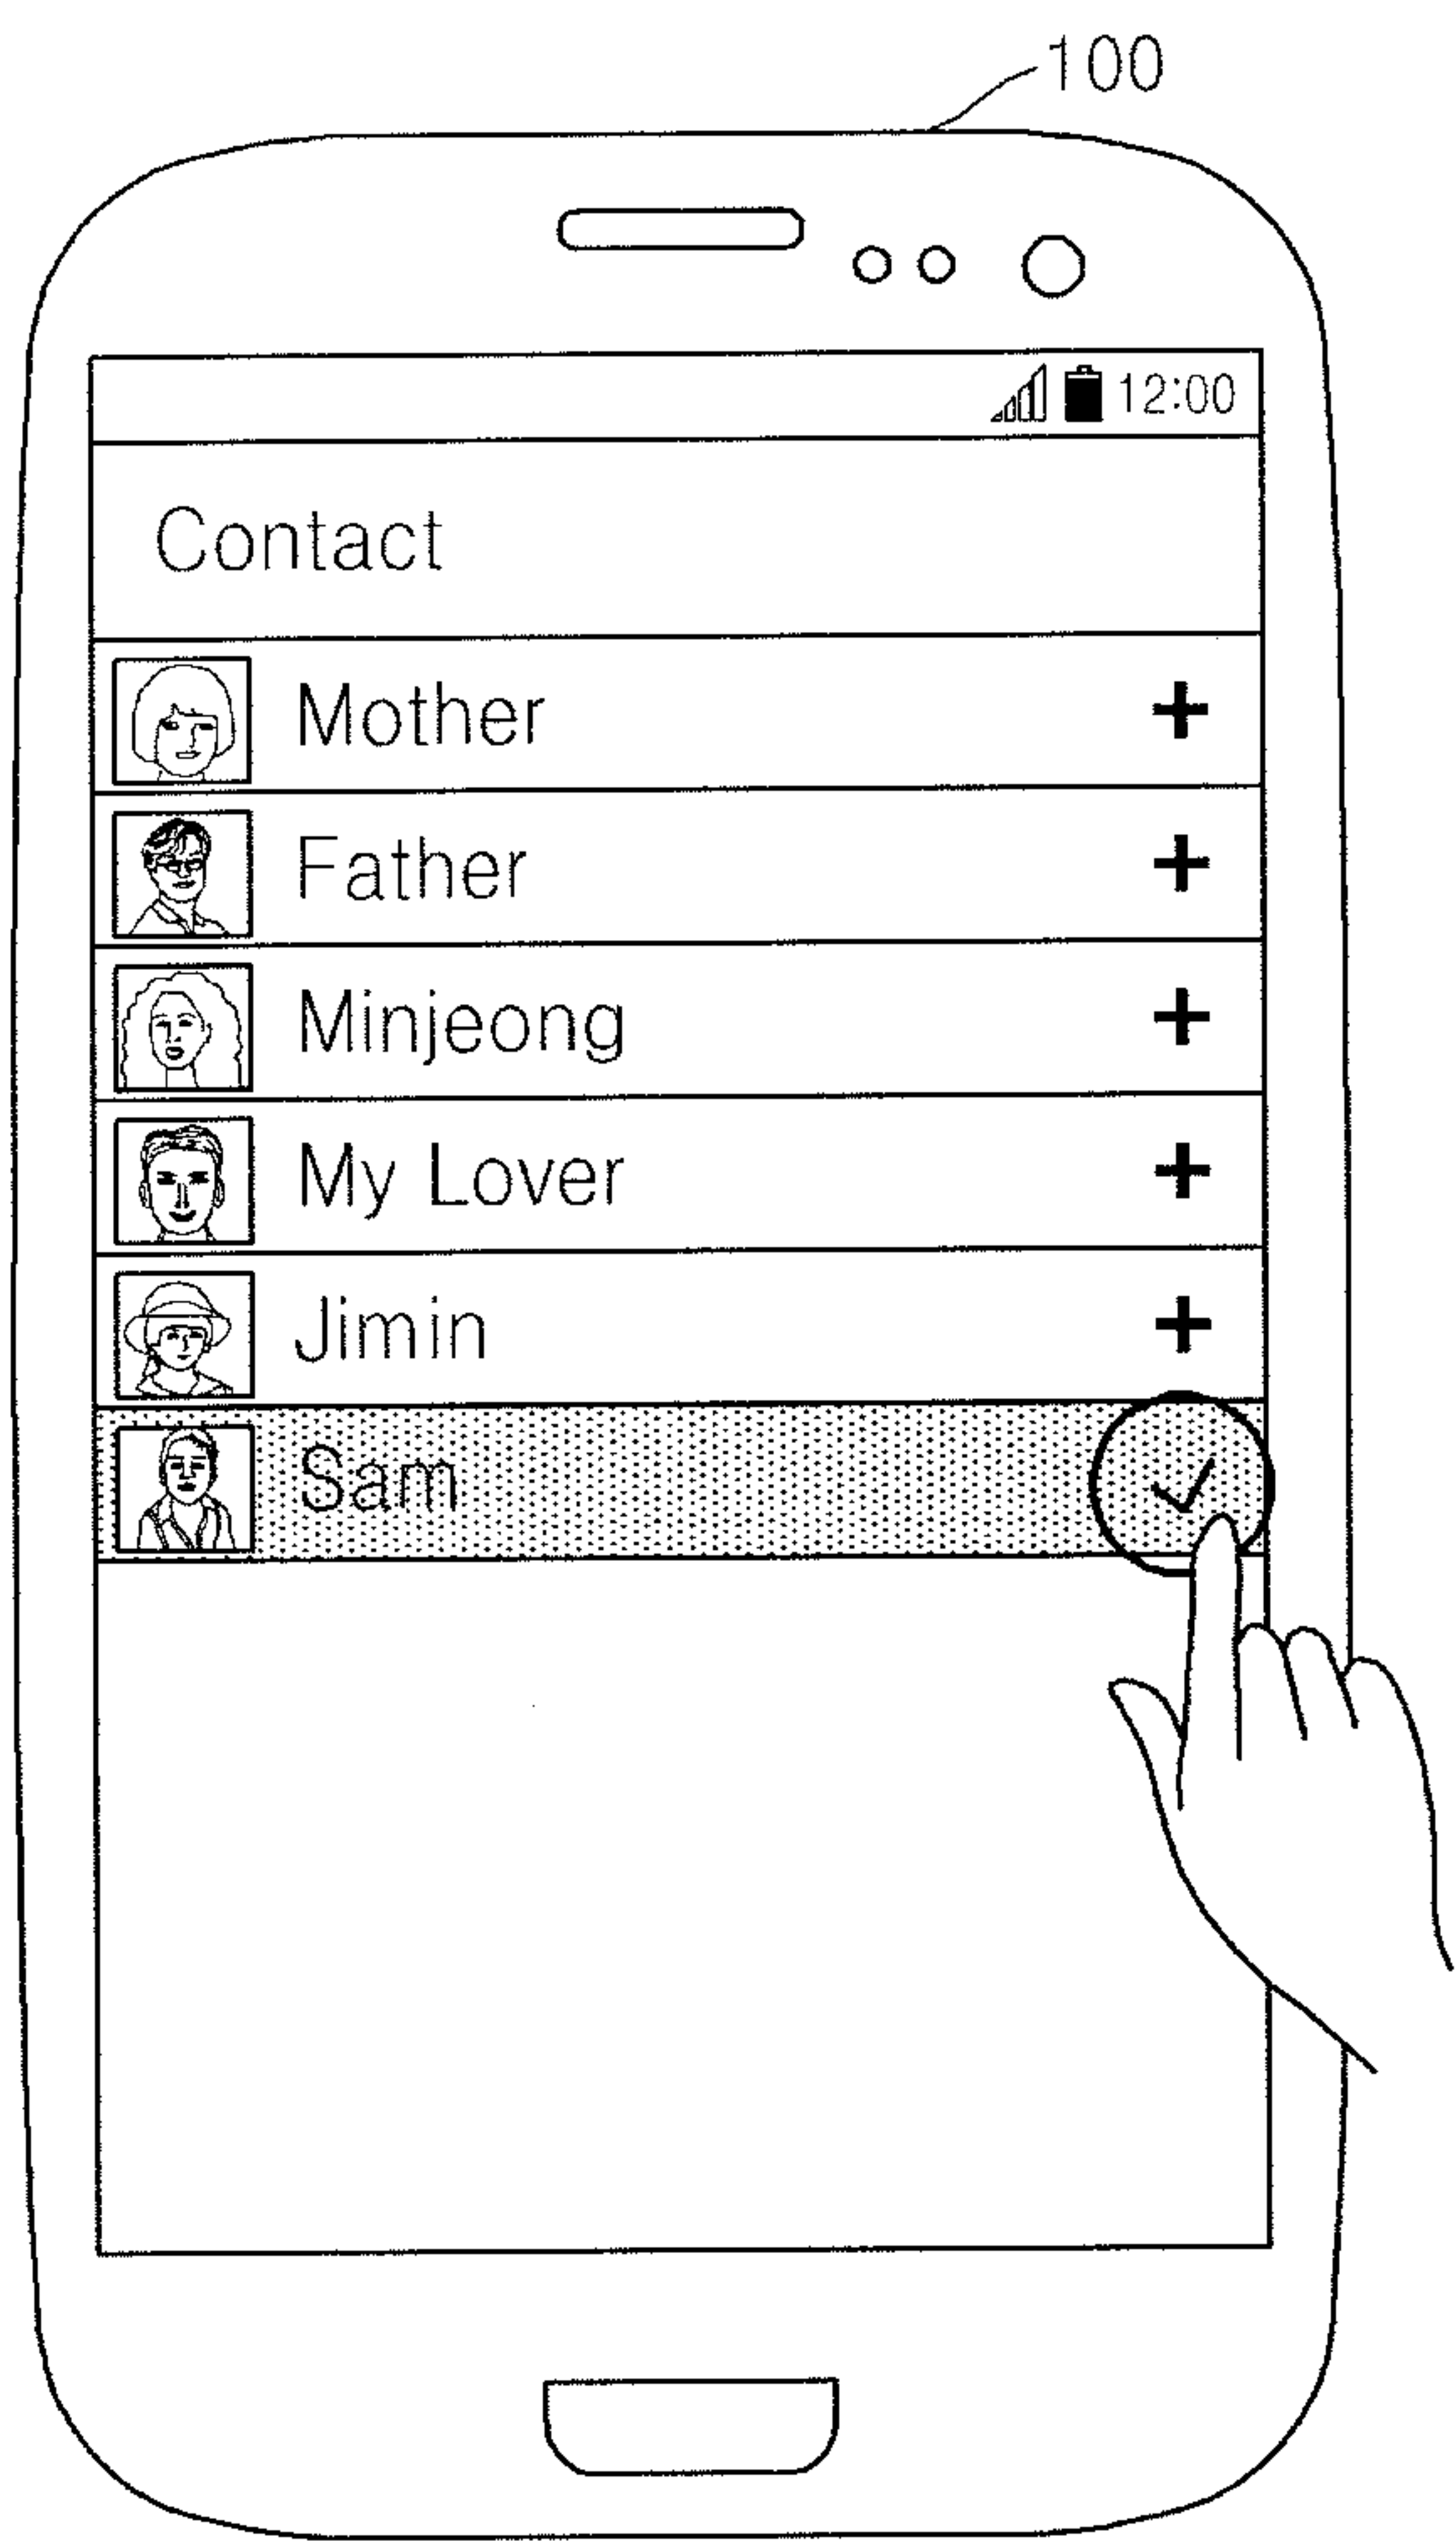 100
12:00
Contact
Mother +
Father +
Minjeong +
My Lover +
Jimin +
Sam